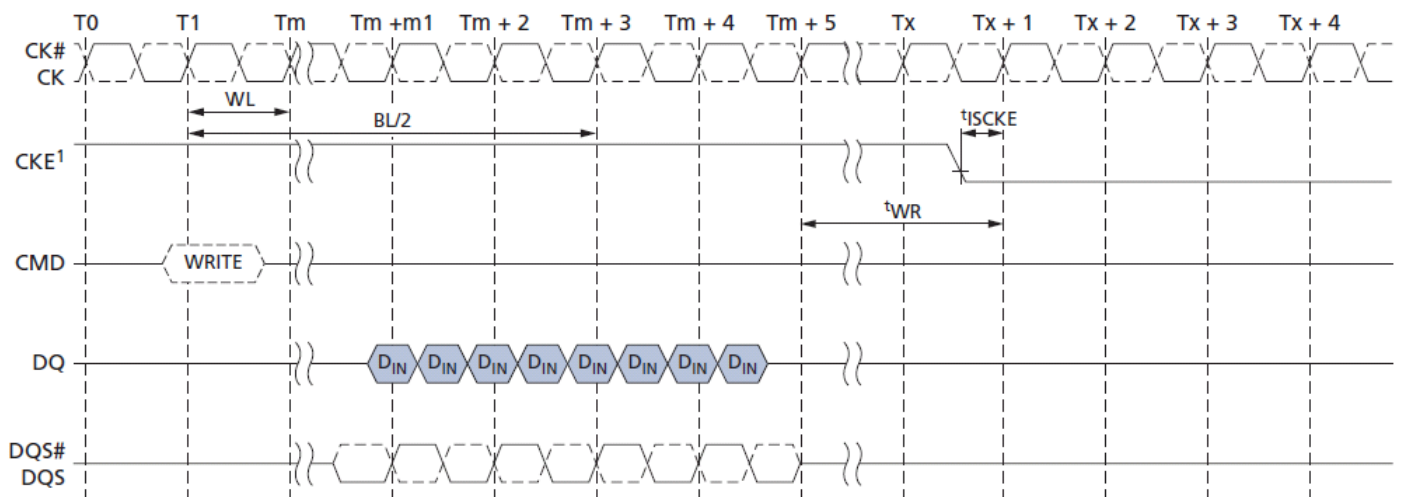 T0 T1 Tm Tm +m1 Tm + 2 Tm + 3 Tm + 4 Tm + 5 Tx Tx + 1 Tx + 2 Tx + 3 Tx + 4
CK#
CK
WL
BL/2
tISCKE
CKE1
tWR
CMD WRITE
DQ DIN DIN DIN DIN DIN DIN DIN DIN
DQS#
DQS